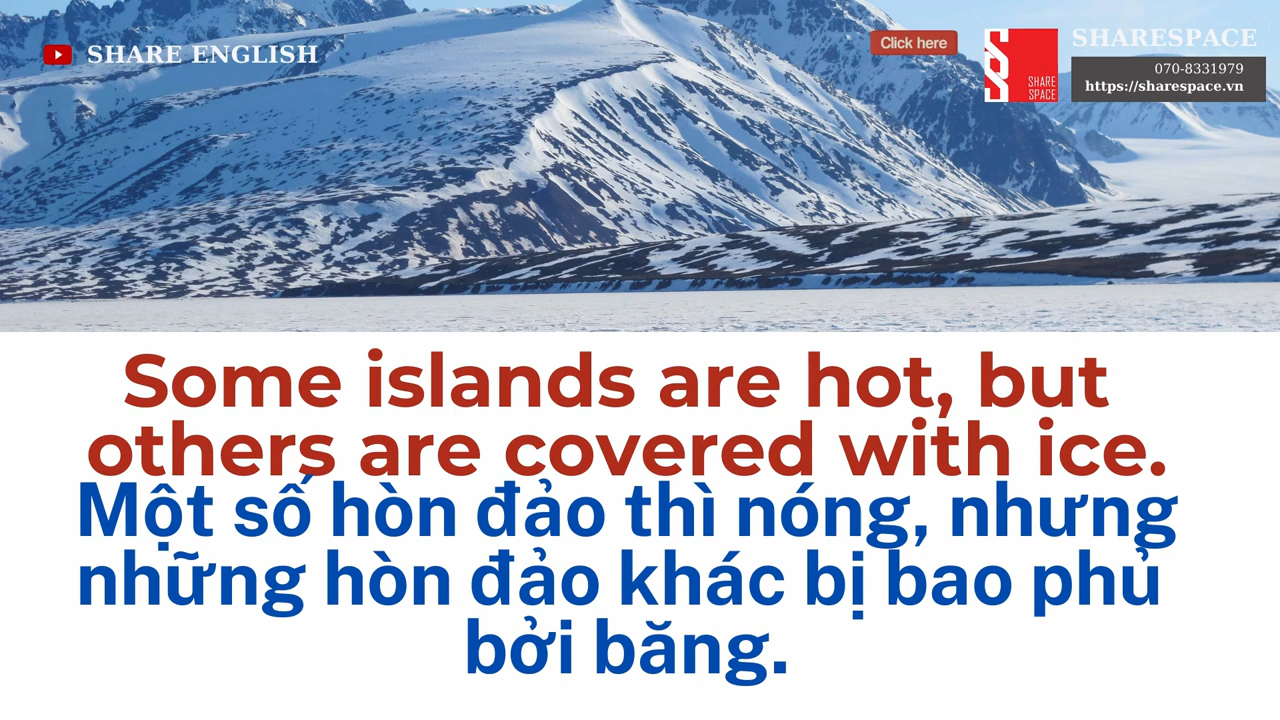 SHARE ENGLISH
Click here
SHARE
SPACE
SHARESPACE
070-8331979
https://sharespace.vn
Some islands are hot, but
others are covered with ice.
Một số hòn đảo thì nóng, nhưng
những hòn đảo khác bị bao phủ
bởi băng.